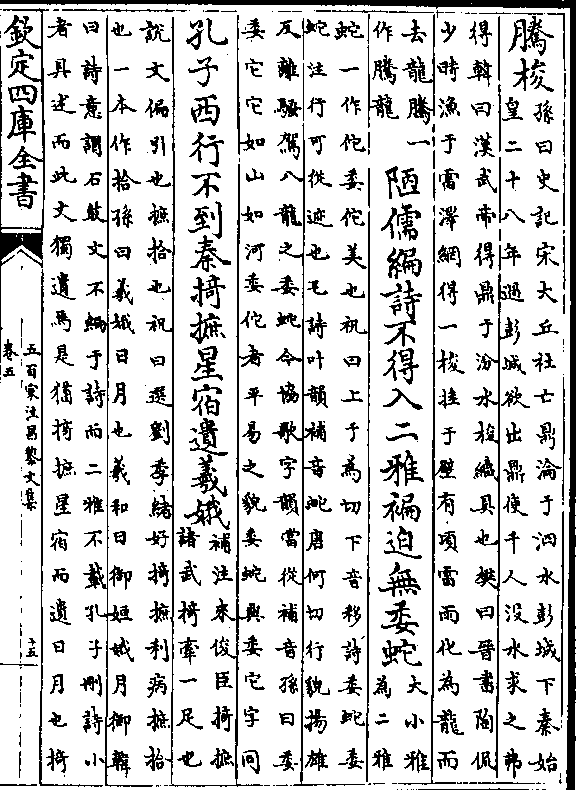 騰梭
孫曰史記宋大丘社亡鼎淪于泗水彭城下秦始
皇二十八年過彭城欲出鼎使千人没水求之弗
得韓曰漢武帝得鼎于汾水梭織具也樊曰晉書陶侃
少時漁于雷澤網得一梭挂于壁有頃雷雨化為龍而
去龍騰一
作騰龍
陋儒編詩不得入二雅褊迫無委蛇
大小雅
為二雅
蛇一作佗委佗美也祝曰上于為切下音移詩委蛇委
蛇注行可從迹也毛詩叶韻補音蛇唐何切行貌揚雄
反離騷駕八龍之委蛇今協歌字韻當從補音孫曰委
委它它如山如河委佗者平易之貌委蛇與委它字同
孔子西行不到秦掎摭星宿遺羲娥
補注來俊臣掎摭
諸武掎牽一足也
說文偏引也摭拾也祝曰選劉季緒好掎摭利病摭拾
也一本作拾孫曰羲娥日月也羲和日御姮娥月御韓
曰詩意謂石鼓文不編于詩而二雅不載孔子刪詩小
者具述而此文獨遺焉是猶掎摭星宿而遺日月也掎
欽定四庫全書
五百家注昌黎文集
卷五
十五